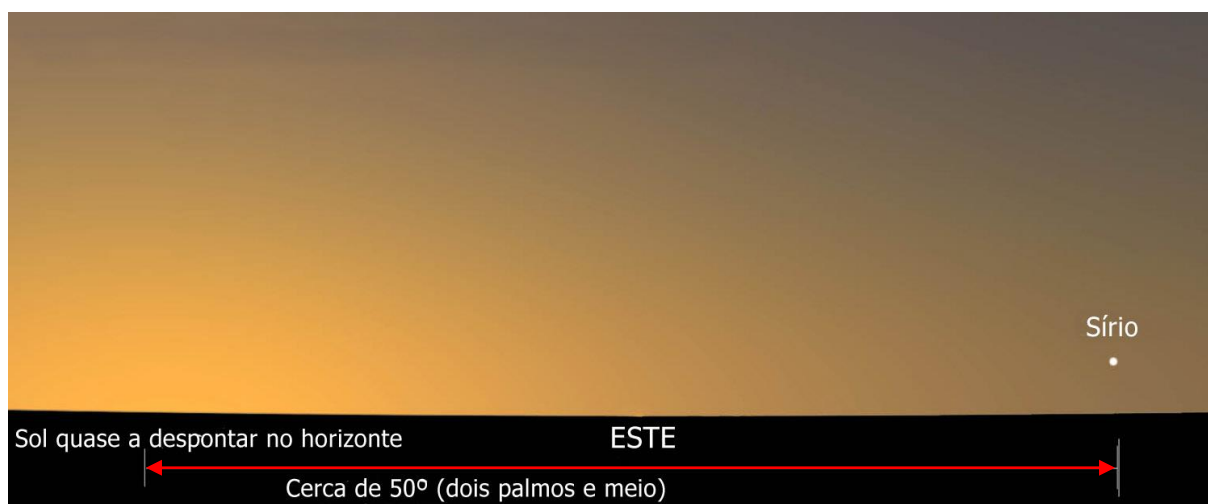 Sírio
Sol quase a despontar no horizonte
ESTE
Cerca de 50º (dois palmos e meio)